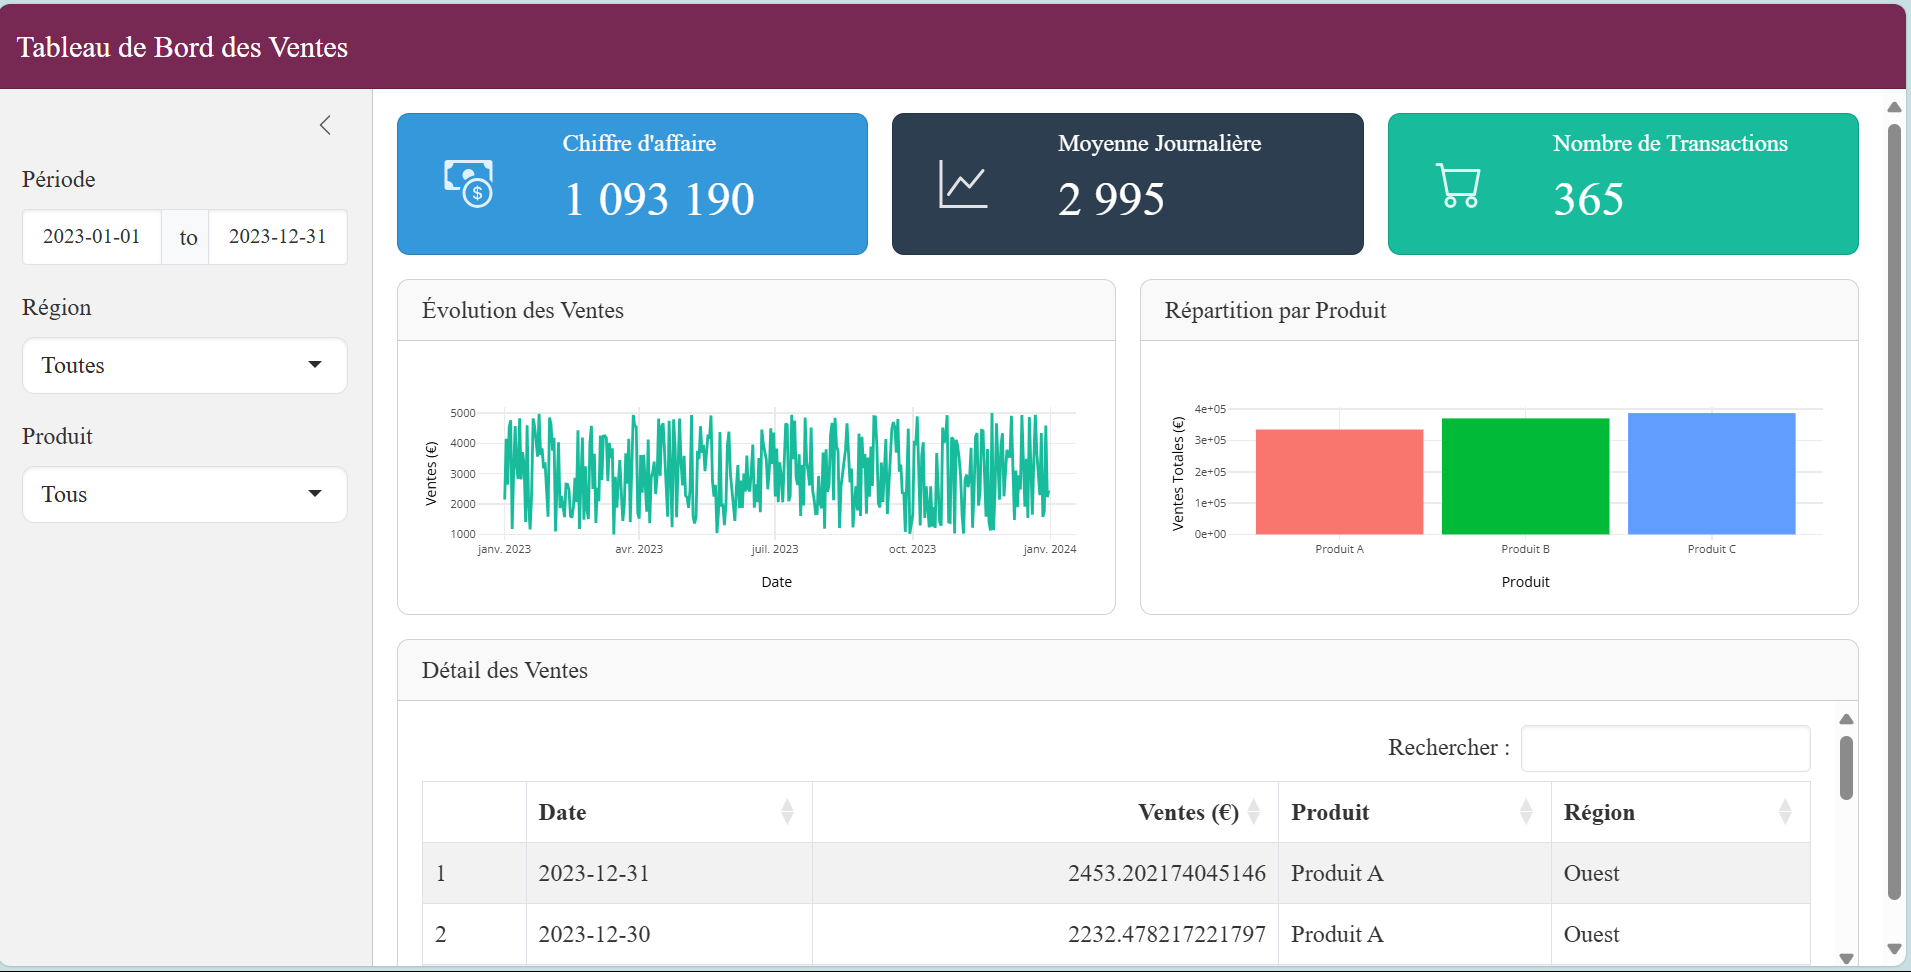 Tableau de Bord des Ventes
Période
2023-01-01 to 2023-12-31
Région
Toutes
Produit
Tous
Chiffre d'affaire
1 093 190
$
Moyenne Journalière
2 995
Nombre de Transactions
365
Évolution des Ventes
Ventes (€)
5000
4000
3000
2000
1000
janv. 2023 avr. 2023 juil. 2023 oct. 2023 janv. 2024
Date
Répartition par Produit
Ventes Totales (€)
4e+05
3e+05
2e+05
1e+05
0e+00
Produit A Produit B Produit C
Produit
Détail des Ventes
Rechercher :
Date Ventes (€) Produit Région
1 2023-12-31 2453.202174045146 Produit A Ouest
2 2023-12-30 2232.478217221797 Produit A Ouest